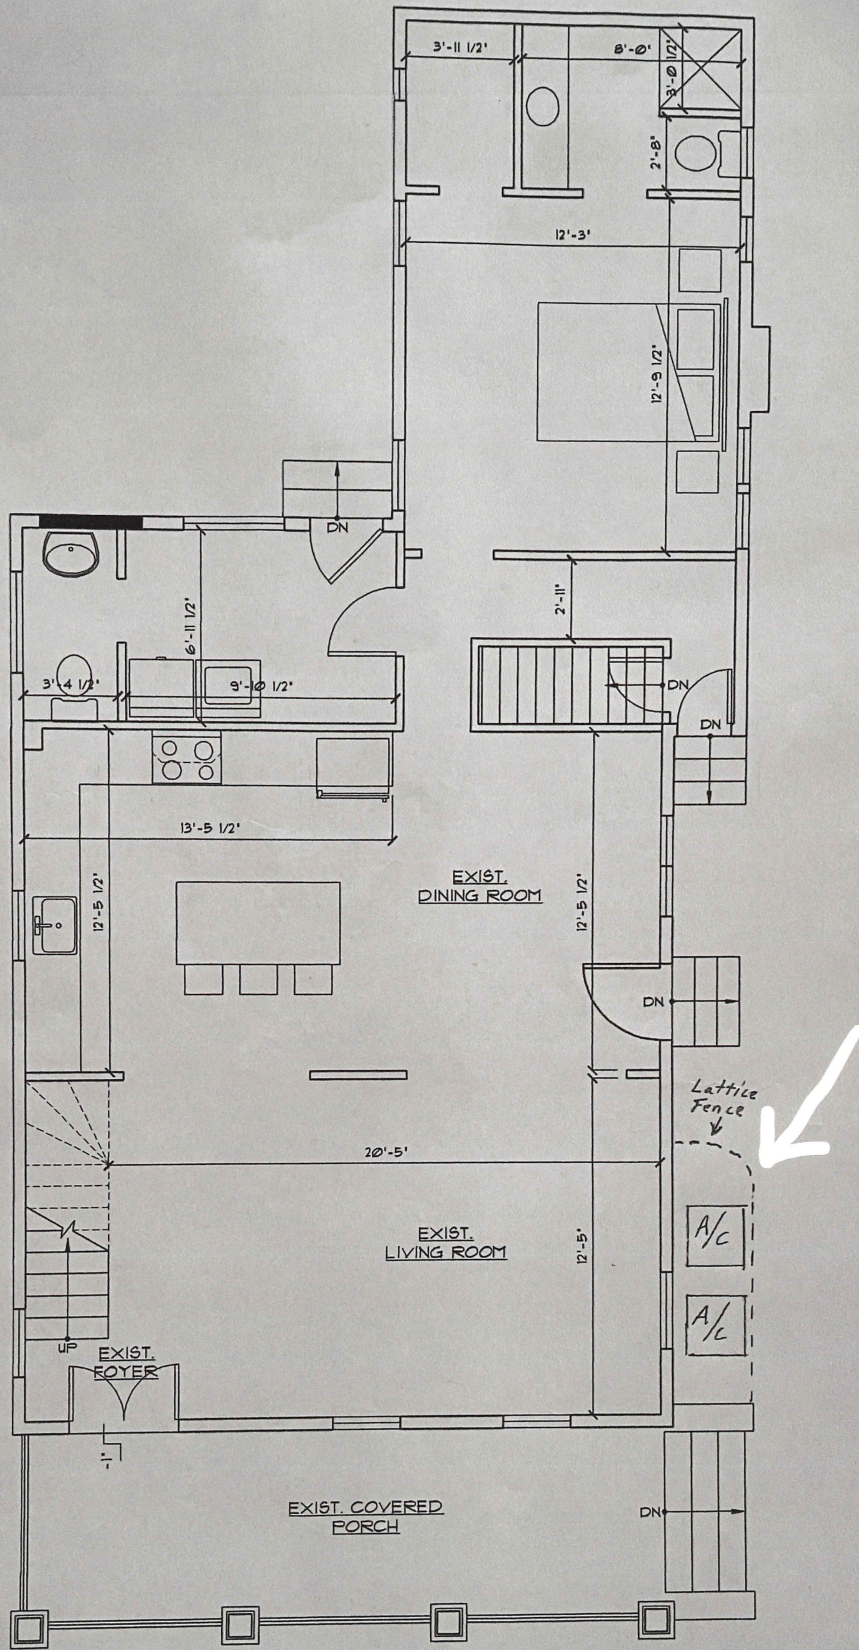 3'-11 1/2"
8'-0"
3'-0 1/2"
2'-8"
12'-3"
12'-9 1/2"
DN
2'-11"
6'-11 1/2"
3'-4 1/2"
9'-10 1/2"
DN
DN
13'-5 1/2"
12'-5 1/2"
EXIST.
DINING ROOM
12'-5 1/2"
DN
Lattice
Fence
20'-5"
A/C
EXIST.
LIVING ROOM
12'-5"
A/C
UP
EXIST.
FOYER
-1"
EXIST. COVERED
PORCH
DN